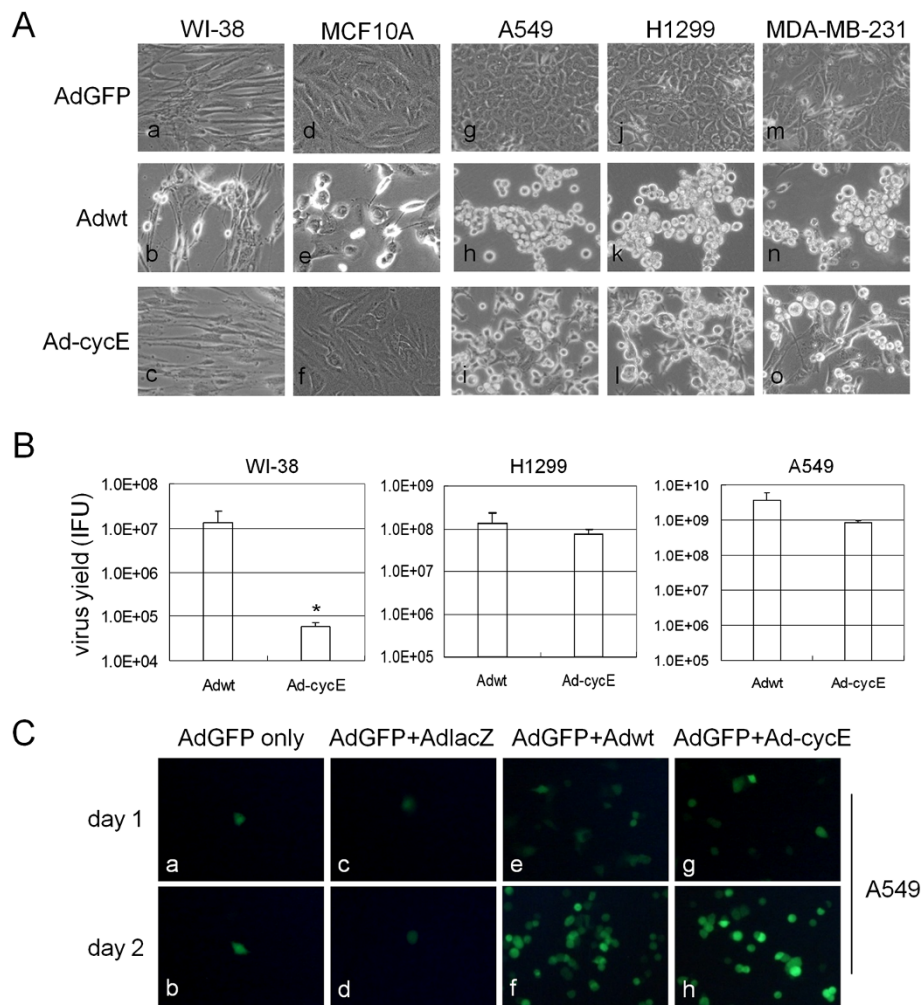 A
WI-38 MCF10A A549 H1299 MDA-MB-231
AdGFP
a d g j m
Adwt
b e h k n
Ad-cycE
c f i l o
B
WI-38 H1299 A549
virus yield (IFU)
1.0E+08
1.0E+07
1.0E+06
1.0E+05
1.0E+04
*
Adwt Ad-cycE
1.0E+09
1.0E+08
1.0E+07
1.0E+06
1.0E+05
Adwt Ad-cycE
1.0E+10
1.0E+09
1.0E+08
1.0E+07
1.0E+06
1.0E+05
Adwt Ad-cycE
C
AdGFP only AdGFP+AdlacZ AdGFP+Adwt AdGFP+Ad-cycE
day 1
a c e g
day 2
b d f h
A549